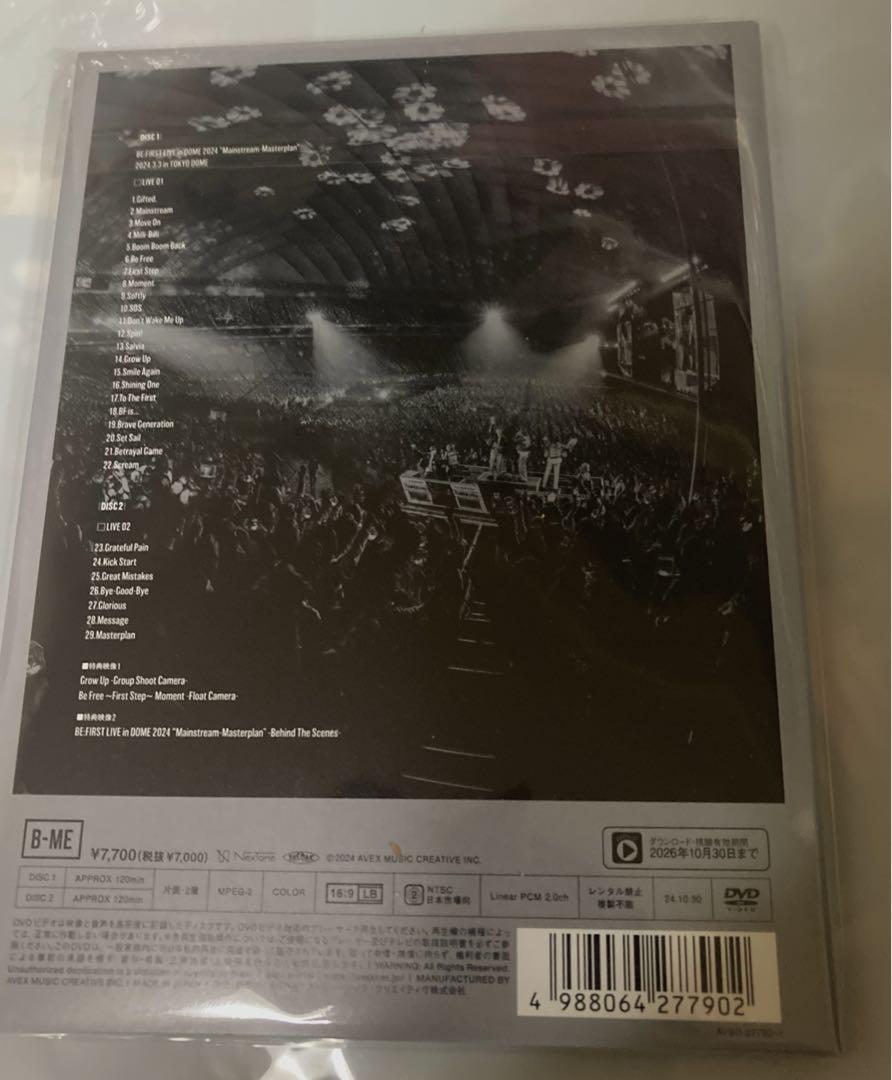 DISC 1
BE:FIRST LIVE in DOME 2024 "Mainstream-Masterplan"
2024.3.3 in TOKYO DOME
□LIVE 01
1.Gifted.
2.Mainstream
3.Move On
4.Milli-Billi
5.Boom Boom Back
6.Be Free
7.First Step
8.Moment
9.Softly
10.SOS
11.Don't Wake Me Up
12.Spin!
13.Salvia
14.Grow Up
15.Smile Again
16.Shining One
17.To The First
18.BF is...
19.Brave Generation
20.Set Sail
21.Betrayal Game
22.Scream
DISC 2
□LIVE 02
23.Grateful Pain
24.Kick Start
25.Great Mistakes
26.Bye-Good-Bye
27.Glorious
28.Message
29.Masterplan
■特典映像1
Grow Up -Group Shoot Camera-
Be Free ~First Step~ Moment -Float Camera-
■特典映像2
BE:FIRST LIVE in DOME 2024 "Mainstream-Masterplan" -Behind The Scenes-
B-ME
¥7,700(税抜¥7,000) NexTone ©2024 AVEX MUSIC CREATIVE INC.
ダウンロード・視聴有効期間
2026年10月30日まで
DISC 1 APPROX 120min
DISC 2 APPROX 120min
片面・2層 MPEG-2 COLOR 16:9 LB 2 NTSC 日本市場向 Linear PCM 2.0ch レンタル禁止 複製不能 24.10.30 DVD VIDEO
WARNING: All Rights Reserved.
Unauthorized duplication is a violation
MANUFACTURED BY
AVEX MUSIC CREATIVE INC.
4 988064 277902